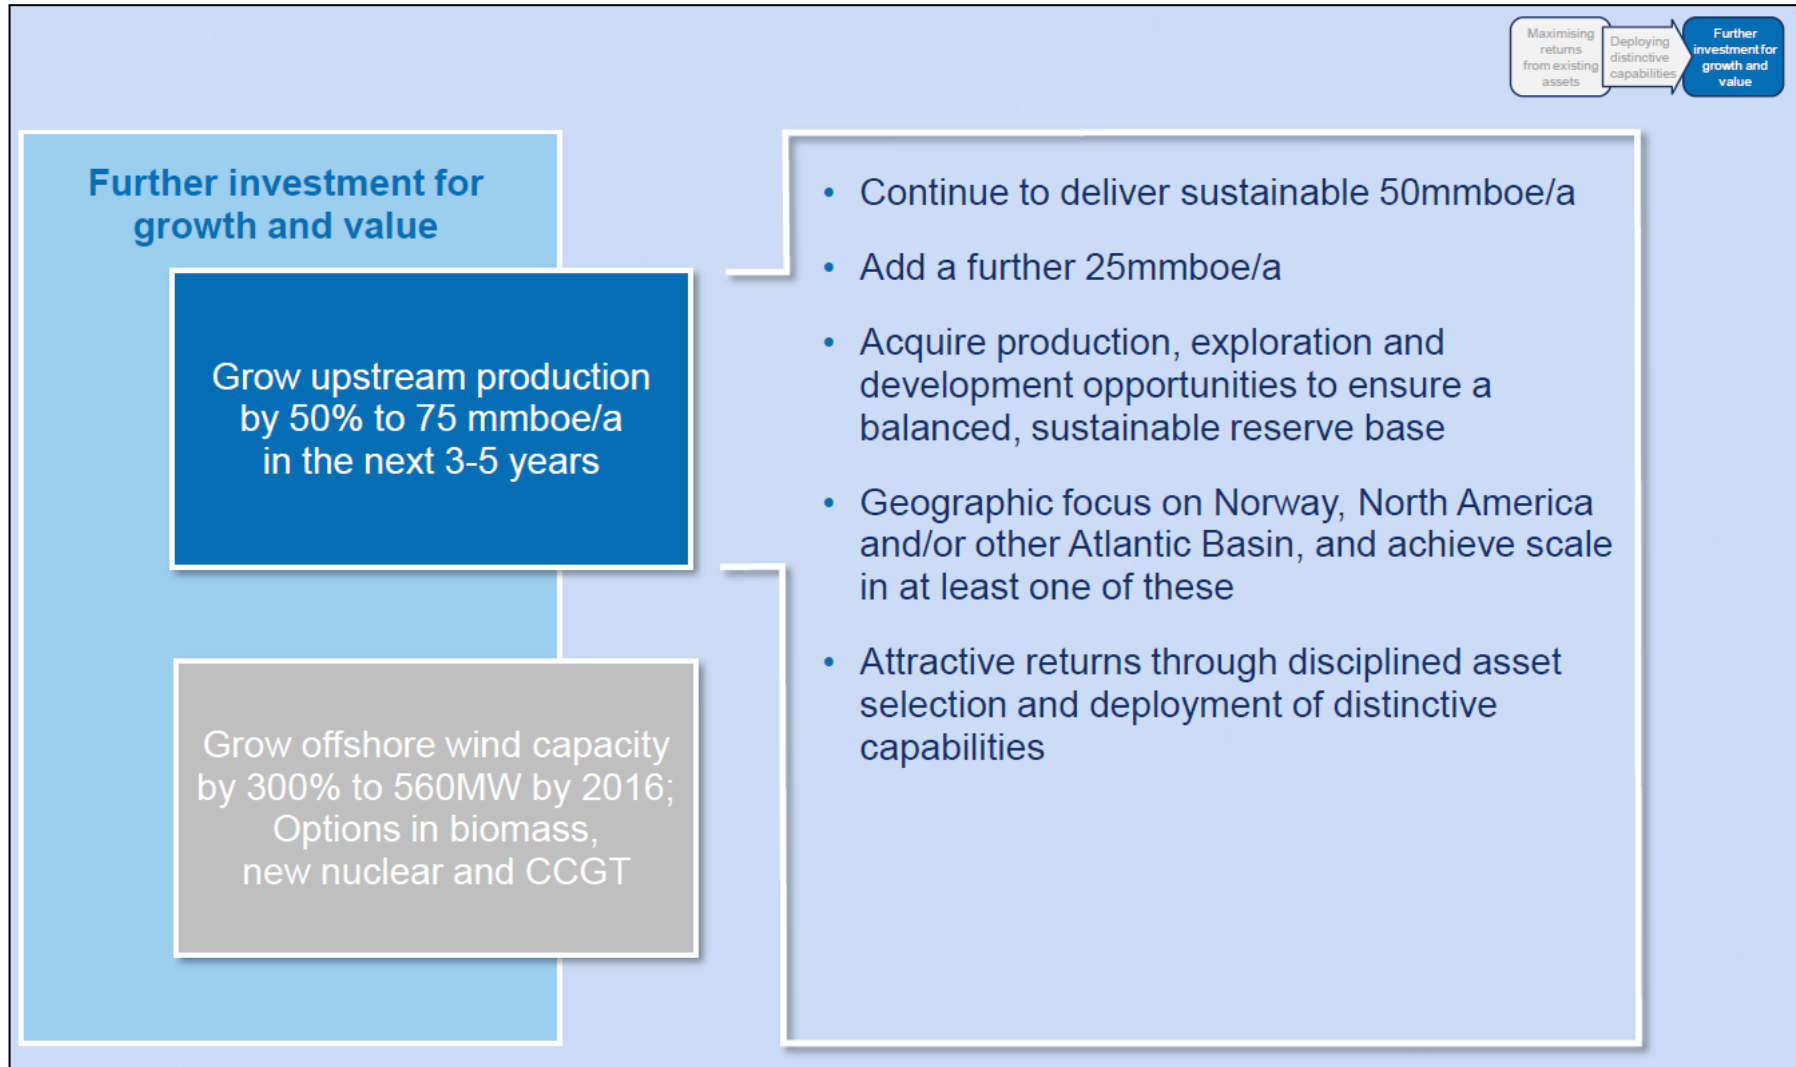 Maximising
returns
from existing
assets
Deploying
distinctive
capabilities
Further
investment for
growth and
value
Further investment for
growth and value
Grow upstream production
by 50% to 75 mmboe/a
in the next 3-5 years
Grow offshore wind capacity
by 300% to 560MW by 2016;
Options in biomass,
new nuclear and CCGT
• Continue to deliver sustainable 50mmboe/a
• Add a further 25mmboe/a
• Acquire production, exploration and
development opportunities to ensure a
balanced, sustainable reserve base
• Geographic focus on Norway, North America
and/or other Atlantic Basin, and achieve scale
in at least one of these
• Attractive returns through disciplined asset
selection and deployment of distinctive
capabilities